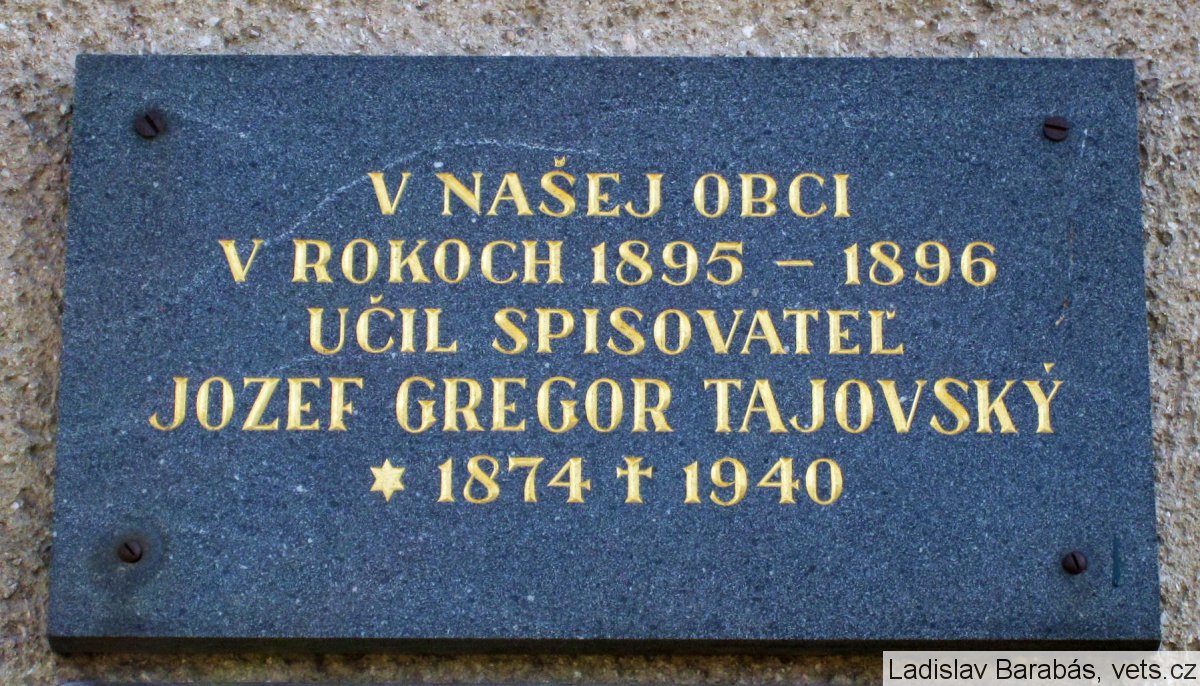 V NAŠEJ OBCI
V ROKOCH 1895 – 1896
UČIL SPISOVATEĽ
JOZEF GREGOR TAJOVSKÝ
✶ 1874 ✝ 1940
Ladislav Barabás, vets.cz